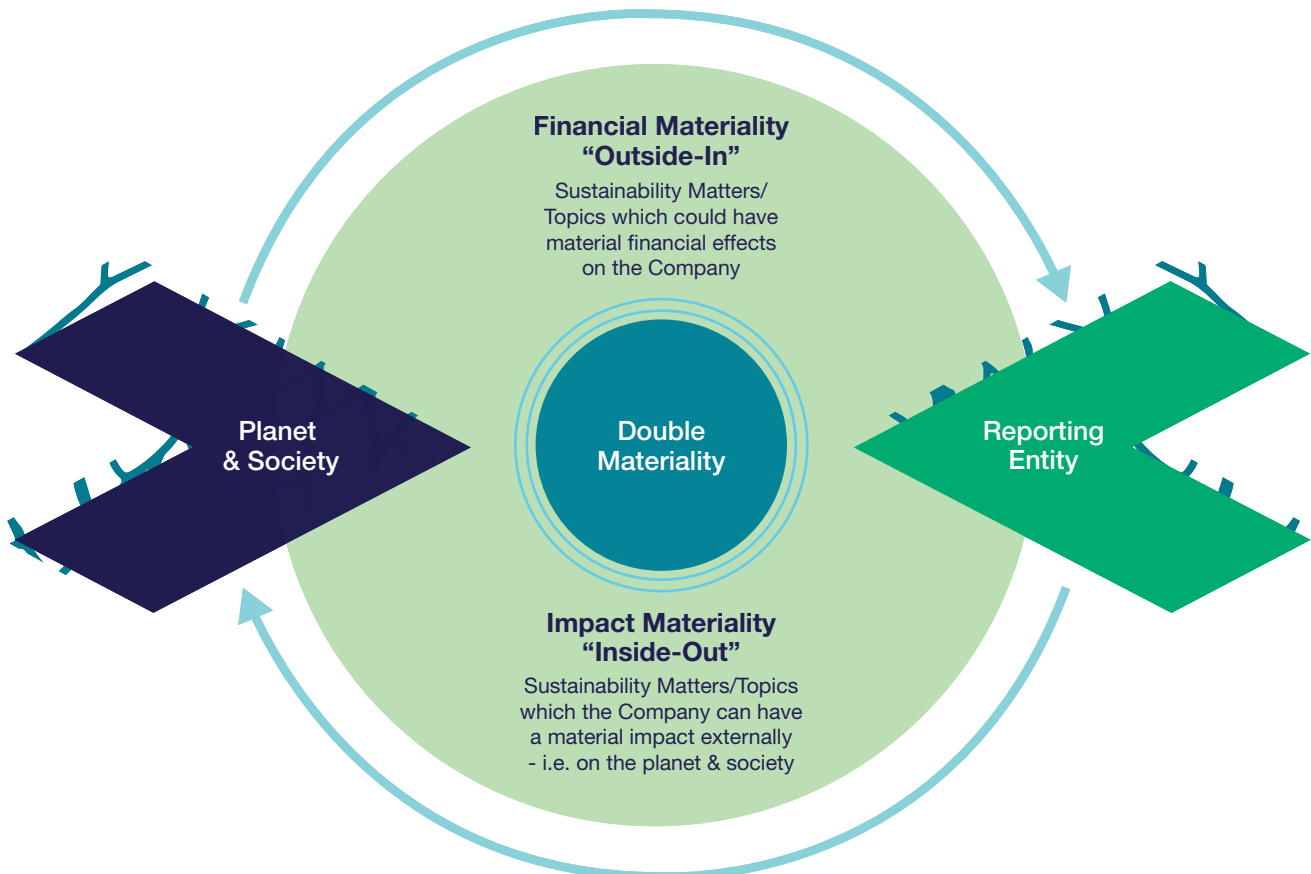 Financial Materiality
“Outside-In”
Sustainability Matters/
Topics which could have
material financial effects
on the Company
Planet
& Society
Double
Materiality
Reporting
Entity
Impact Materiality
“Inside-Out”
Sustainability Matters/Topics
which the Company can have
a material impact externally
- i.e. on the planet & society